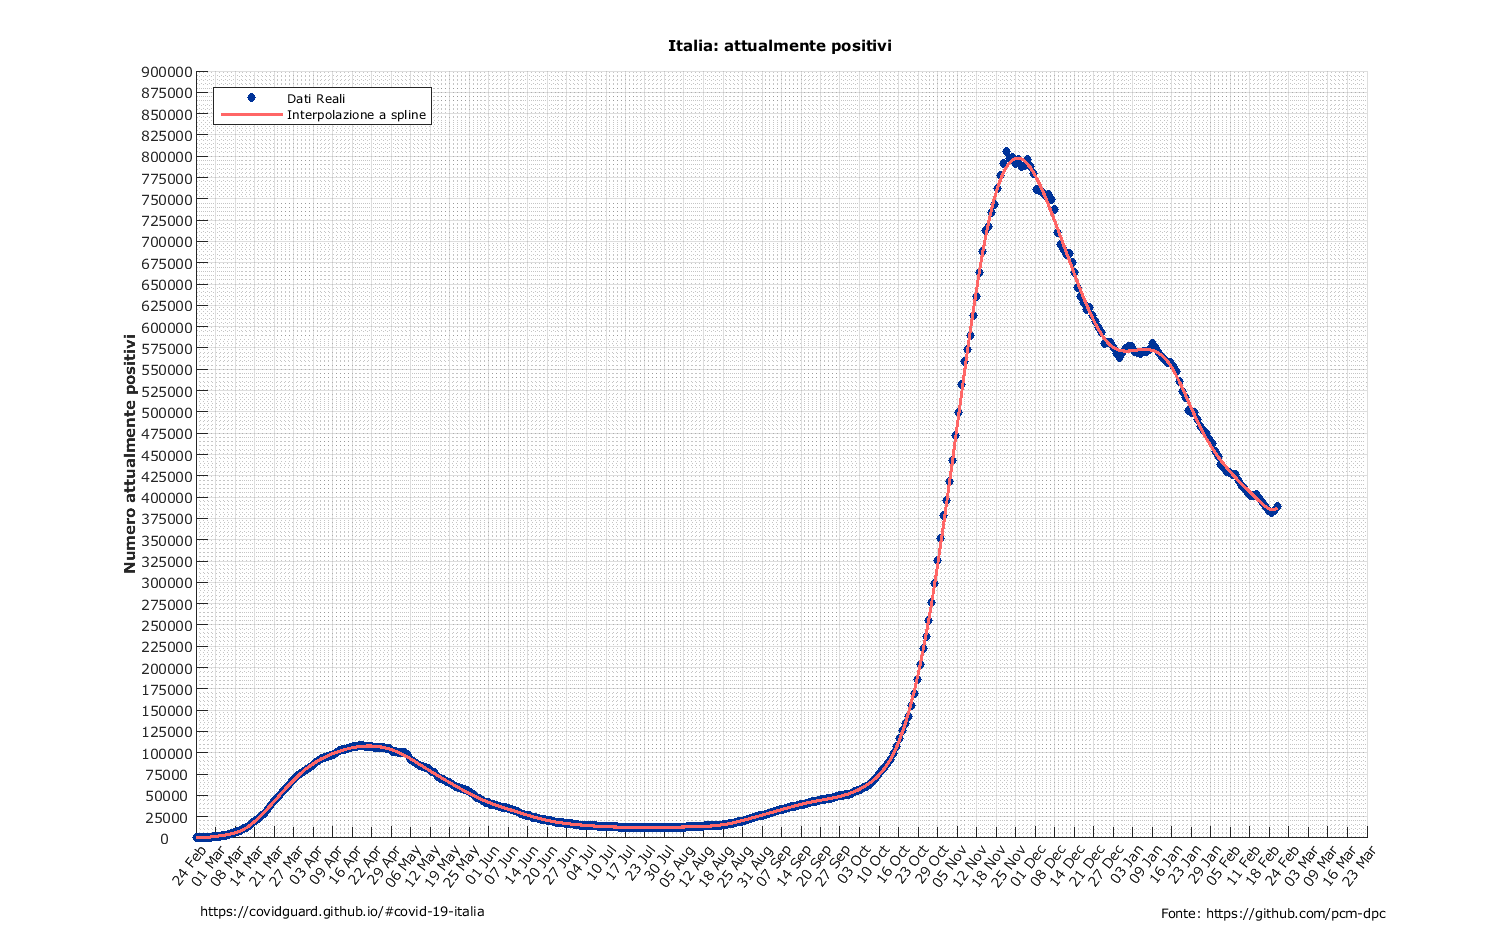 Italia: attualmente positivi
900000
875000
850000
825000
800000
775000
750000
725000
700000
675000
650000
625000
600000
575000
550000
525000
500000
475000
450000
425000
400000
375000
350000
325000
300000
275000
250000
225000
200000
175000
150000
125000
100000
75000
50000
25000
0
Numero attualmente positivi
Dati Reali
Interpolazione a spline
24 Feb
01 Mar
08 Mar
14 Mar
21 Mar
27 Mar
03 Apr
09 Apr
16 Apr
22 Apr
29 Apr
06 May
12 May
19 May
25 May
01 Jun
07 Jun
14 Jun
20 Jun
27 Jun
04 Jul
10 Jul
17 Jul
23 Jul
30 Jul
05 Aug
12 Aug
18 Aug
25 Aug
31 Aug
07 Sep
14 Sep
20 Sep
27 Sep
03 Oct
10 Oct
16 Oct
23 Oct
29 Oct
05 Nov
12 Nov
18 Nov
25 Nov
01 Dec
08 Dec
14 Dec
21 Dec
27 Dec
03 Jan
09 Jan
16 Jan
23 Jan
29 Jan
05 Feb
11 Feb
18 Feb
24 Feb
03 Mar
09 Mar
16 Mar
23 Mar
https://covidguard.github.io/#covid-19-italia
Fonte: https://github.com/pcm-dpc